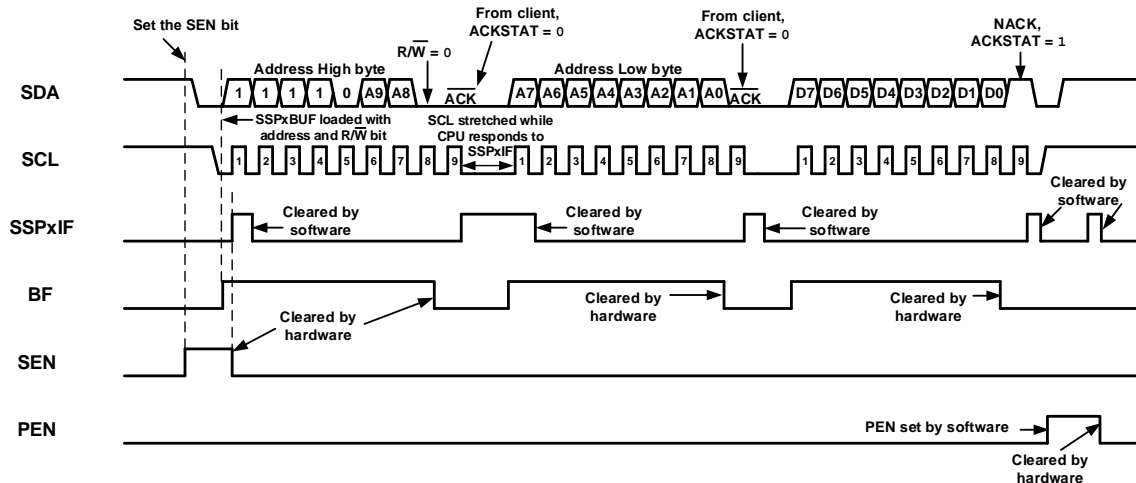 Set the SEN bit
R/W = 0
From client,
ACKSTAT = 0
From client,
ACKSTAT = 0
NACK,
ACKSTAT = 1
Address High byte
Address Low byte
SDA
1 1 1 1 0 A9 A8 ACK A7 A6 A5 A4 A3 A2 A1 A0 ACK D7 D6 D5 D4 D3 D2 D1 D0
SSPxBUF loaded with
address and R/W bit
SCL stretched while
CPU responds to
SSPxIF
SCL
1 2 3 4 5 6 7 8 9 1 2 3 4 5 6 7 8 9 1 2 3 4 5 6 7 8 9
SSPxIF
Cleared by
software
Cleared by
software
Cleared by
software
Cleared by
software
BF
Cleared by
hardware
Cleared by
hardware
Cleared by
hardware
SEN
PEN
PEN set by software
Cleared by
hardware